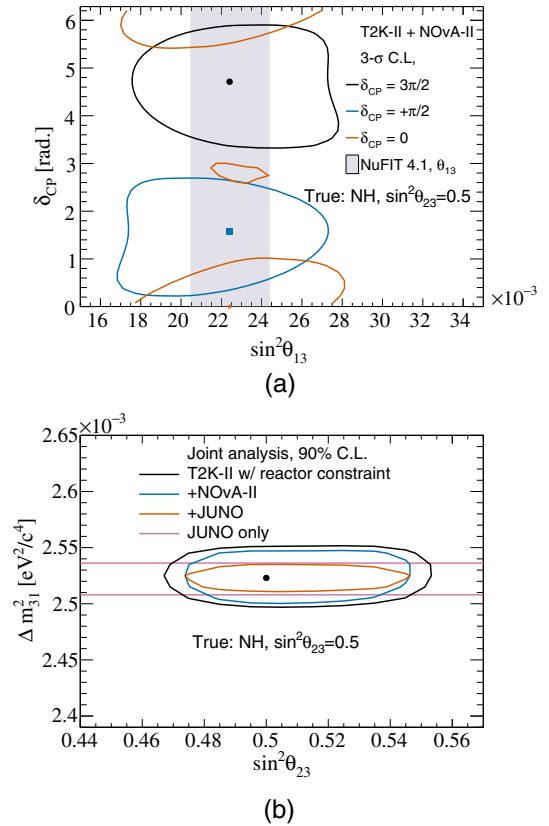 T2K-II + NOvA-II
3-σ C.L,
δCP = 3π/2
δCP = +π/2
δCP = 0
NuFIT 4.1, θ13
True: NH, sin²θ23=0.5
δCP [rad.]
6
5
4
3
2
1
0
16 18 20 22 24 26 28 30 32 34
×10⁻³
sin²θ13
(a)
×10⁻³
2.65
2.6
2.55
2.5
2.45
2.4
Δ m²31 [eV²/c⁴]
Joint analysis, 90% C.L.
T2K-II w/ reactor constraint
+NOvA-II
+JUNO
JUNO only
True: NH, sin²θ23=0.5
0.44 0.46 0.48 0.5 0.52 0.54 0.56
sin²θ23
(b)